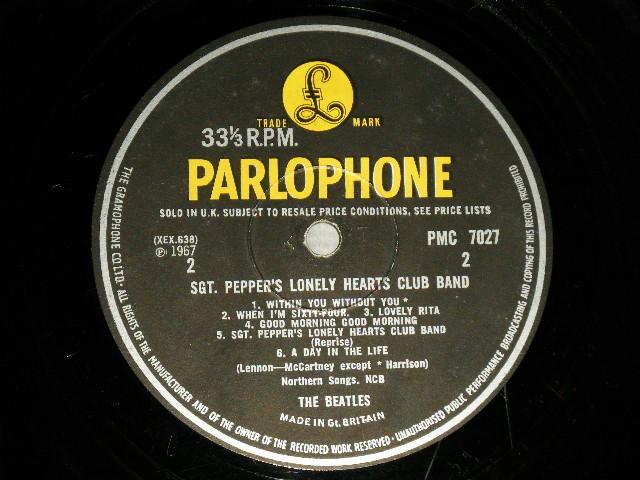 £
TRADE MARK
33⅓ R.P.M.
PARLOPHONE
SOLD IN U.K. SUBJECT TO RESALE PRICE CONDITIONS, SEE PRICE LISTS
(XEX.638)
PMC 7027
℗ 1967
2
2
SGT. PEPPER'S LONELY HEARTS CLUB BAND
1. WITHIN YOU WITHOUT YOU *
2. WHEN I'M SIXTY-FOUR. 3. LOVELY RITA
4. GOOD MORNING GOOD MORNING
5. SGT. PEPPER'S LONELY HEARTS CLUB BAND
(Reprise)
6. A DAY IN THE LIFE
(Lennon—McCartney except * Harrison)
Northern Songs. NCB
THE BEATLES
MADE IN Gt. BRITAIN
THE GRAMOPHONE CO. LTD. · ALL RIGHTS OF THE MANUFACTURER AND OF THE OWNER OF THE RECORDED WORK RESERVED · UNAUTHORISED PUBLIC PERFORMANCE BROADCASTING AND COPYING OF THIS RECORD PROHIBITED